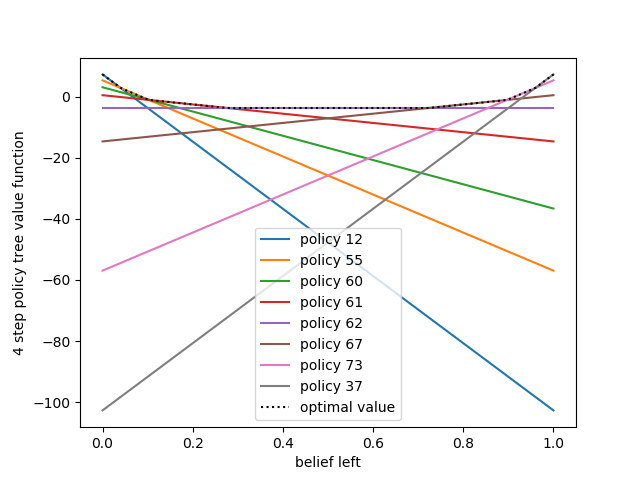 4 step policy tree value function
0
−20
−40
−60
−80
−100
policy 12
policy 55
policy 60
policy 61
policy 62
policy 67
policy 73
policy 37
optimal value
0.0 0.2 0.4 0.6 0.8 1.0
belief left